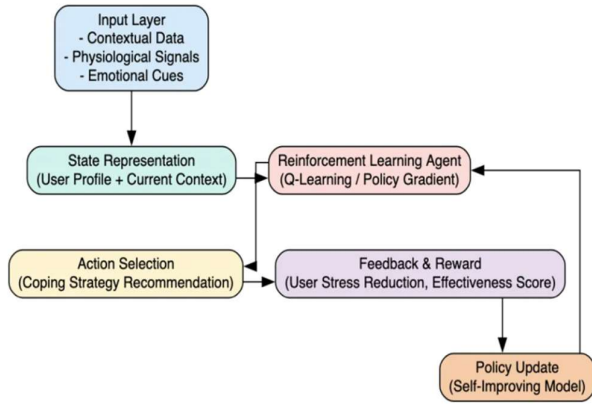 Input Layer
- Contextual Data
- Physiological Signals
- Emotional Cues
State Representation
(User Profile + Current Context)
Reinforcement Learning Agent
(Q-Learning / Policy Gradient)
Action Selection
(Coping Strategy Recommendation)
Feedback & Reward
(User Stress Reduction, Effectiveness Score)
Policy Update
(Self-Improving Model)